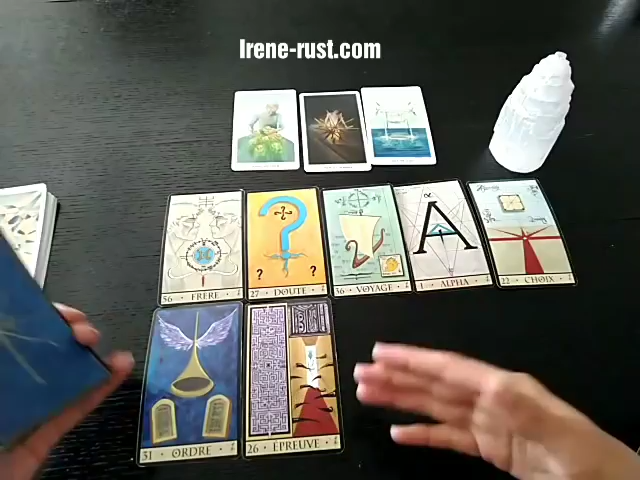 Irene-rust.com
56 FRERE
27 DOUTE
36 VOYAGE
1 ALPHA
22 CHOIX
31 ORDRE
26 EPREUVE